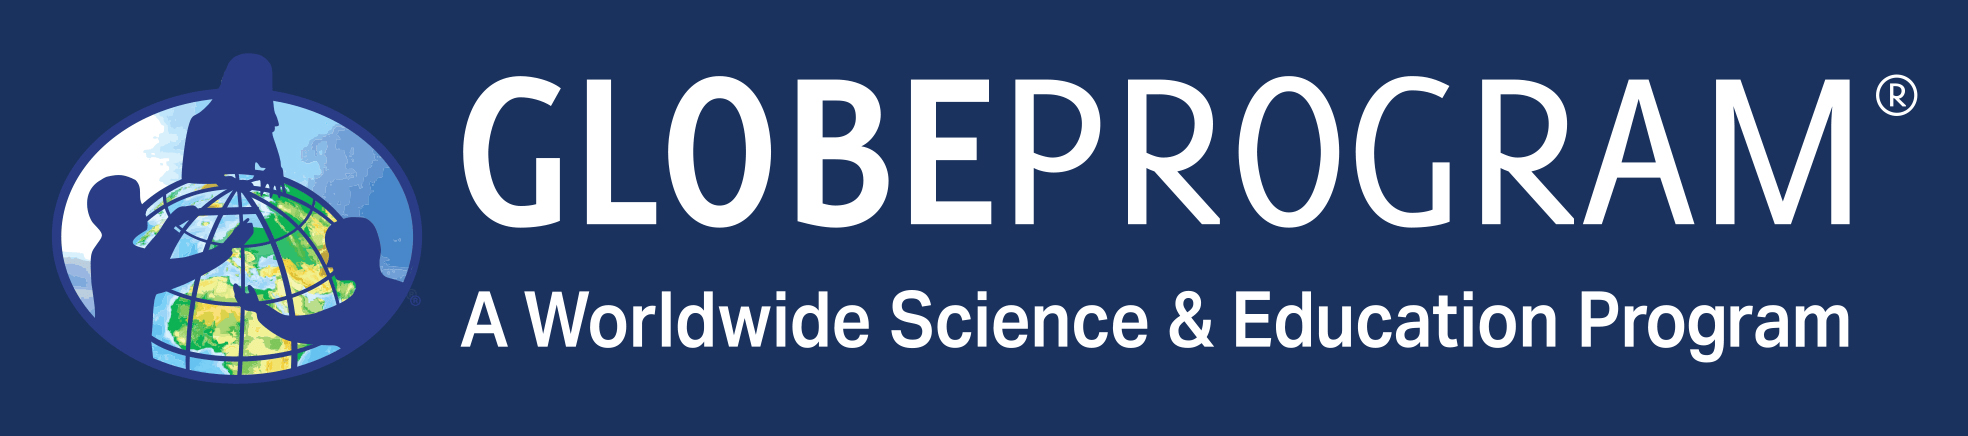 GLOBEPROGRAM®
A Worldwide Science & Education Program
®